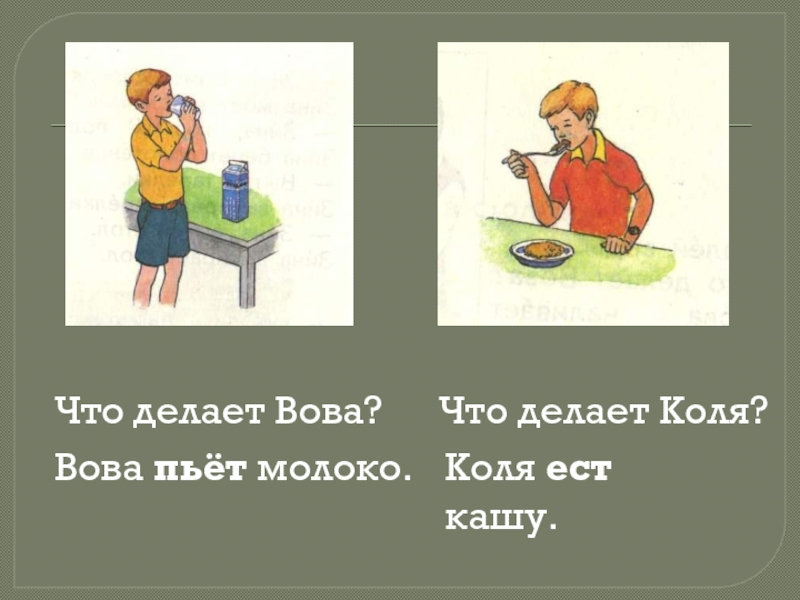 Что делает Вова?
Вова пьёт молоко.
Что делает Коля?
Коля ест
кашу.